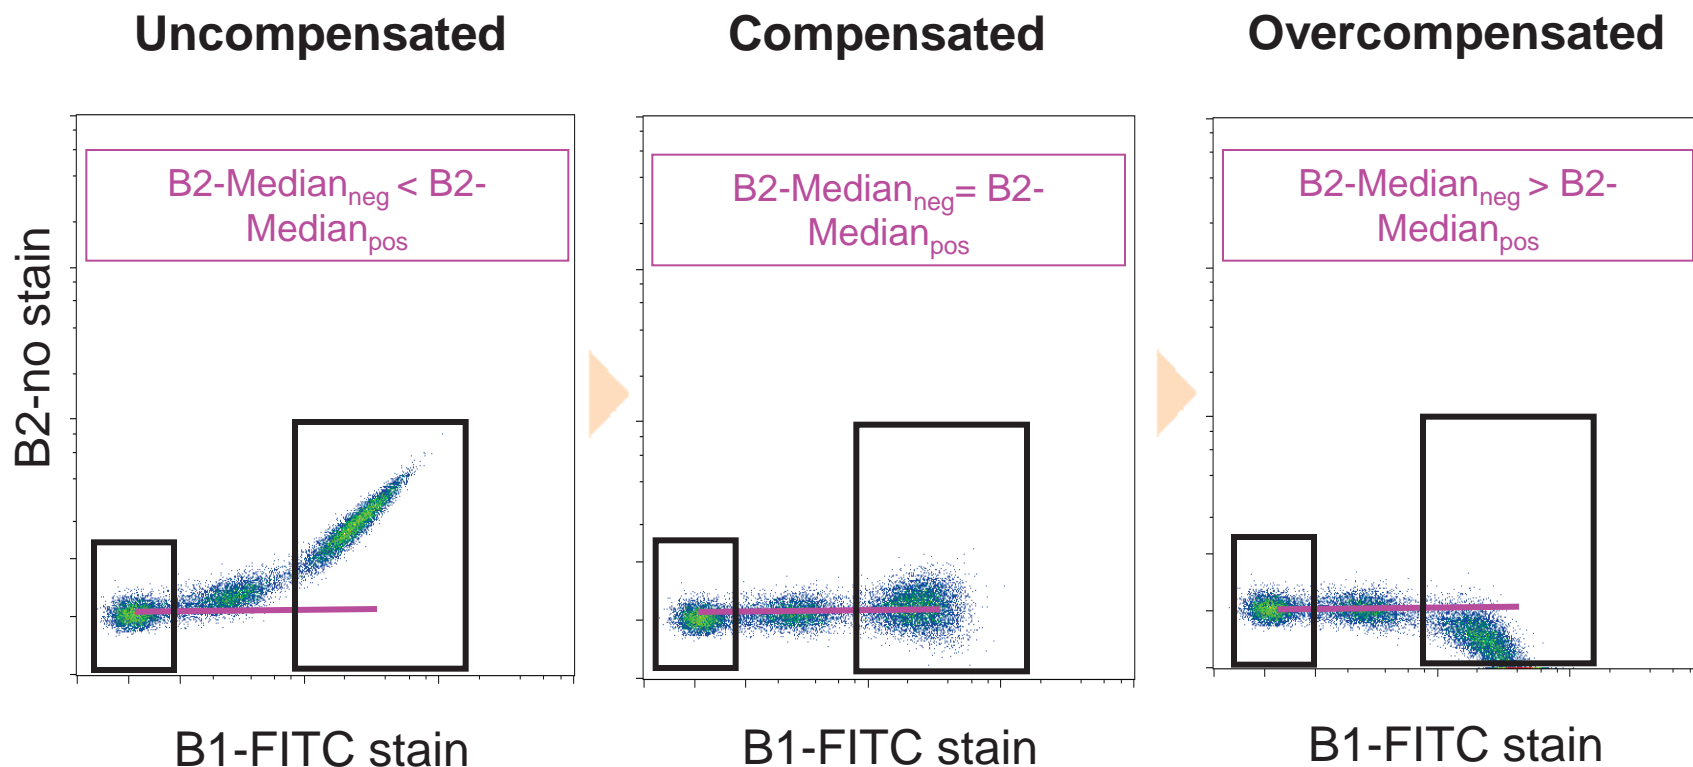 Uncompensated
Compensated
Overcompensated
B2-Medianneg < B2-
Medianpos
B2-Medianneg= B2-
Medianpos
B2-Medianneg > B2-
Medianpos
B2-no stain
B1-FITC stain
B1-FITC stain
B1-FITC stain